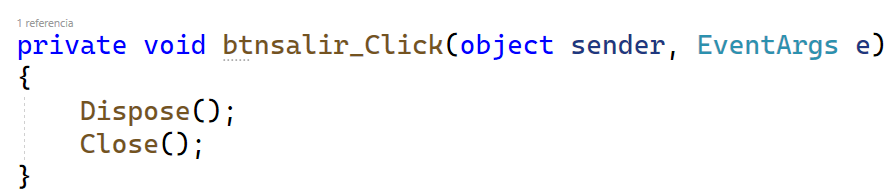 1 referencia
private void btnsalir_Click(object sender, EventArgs e)
{
    Dispose();
    Close();
}